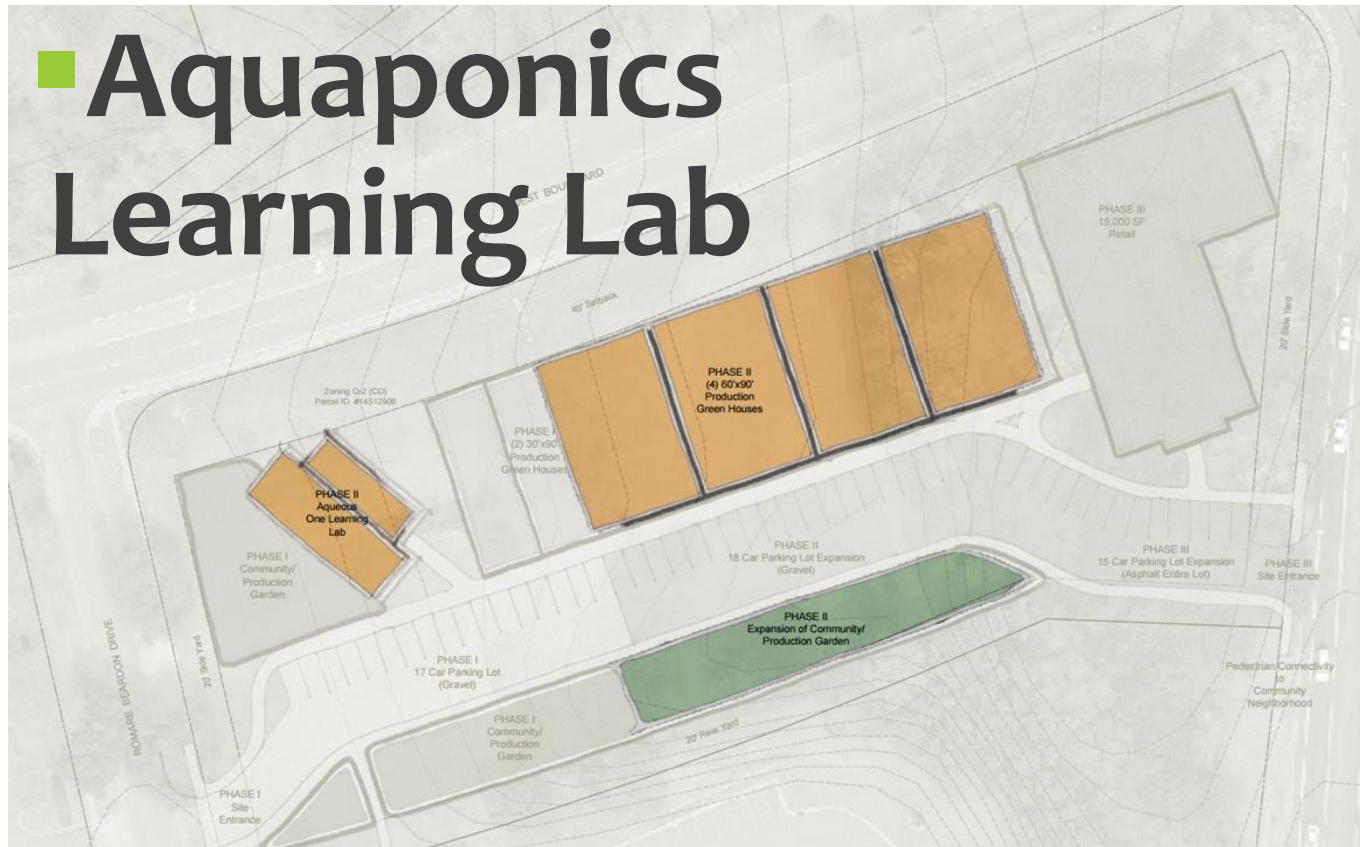 Aquaponics
Learning Lab
40' Setback
PHASE III
15,000 SF
Retail
20' Side Yard
Zoning O-2 (CD)
Parcel ID #14512906
PHASE I
(2) 30'x90'
Production
Green Houses
PHASE II
(4) 60'x90'
Production
Green Houses
PHASE II
Aqueous
One Learning
Lab
PHASE I
Community/
Production
Garden
PHASE II
18 Car Parking Lot Expansion
(Gravel)
PHASE III
15 Car Parking Lot Expansion
(Asphalt Entire Lot)
PHASE III
Site Entrance
PHASE II
Expansion of Community/
Production Garden
ROMARE BEARDON DRIVE
20' Side Yard
PHASE I
17 Car Parking Lot
(Gravel)
Pedestrian Connectivity
to
Community
Neighborhood
PHASE I
Community/
Production
Garden
20' Rear Yard
PHASE I
Site
Entrance